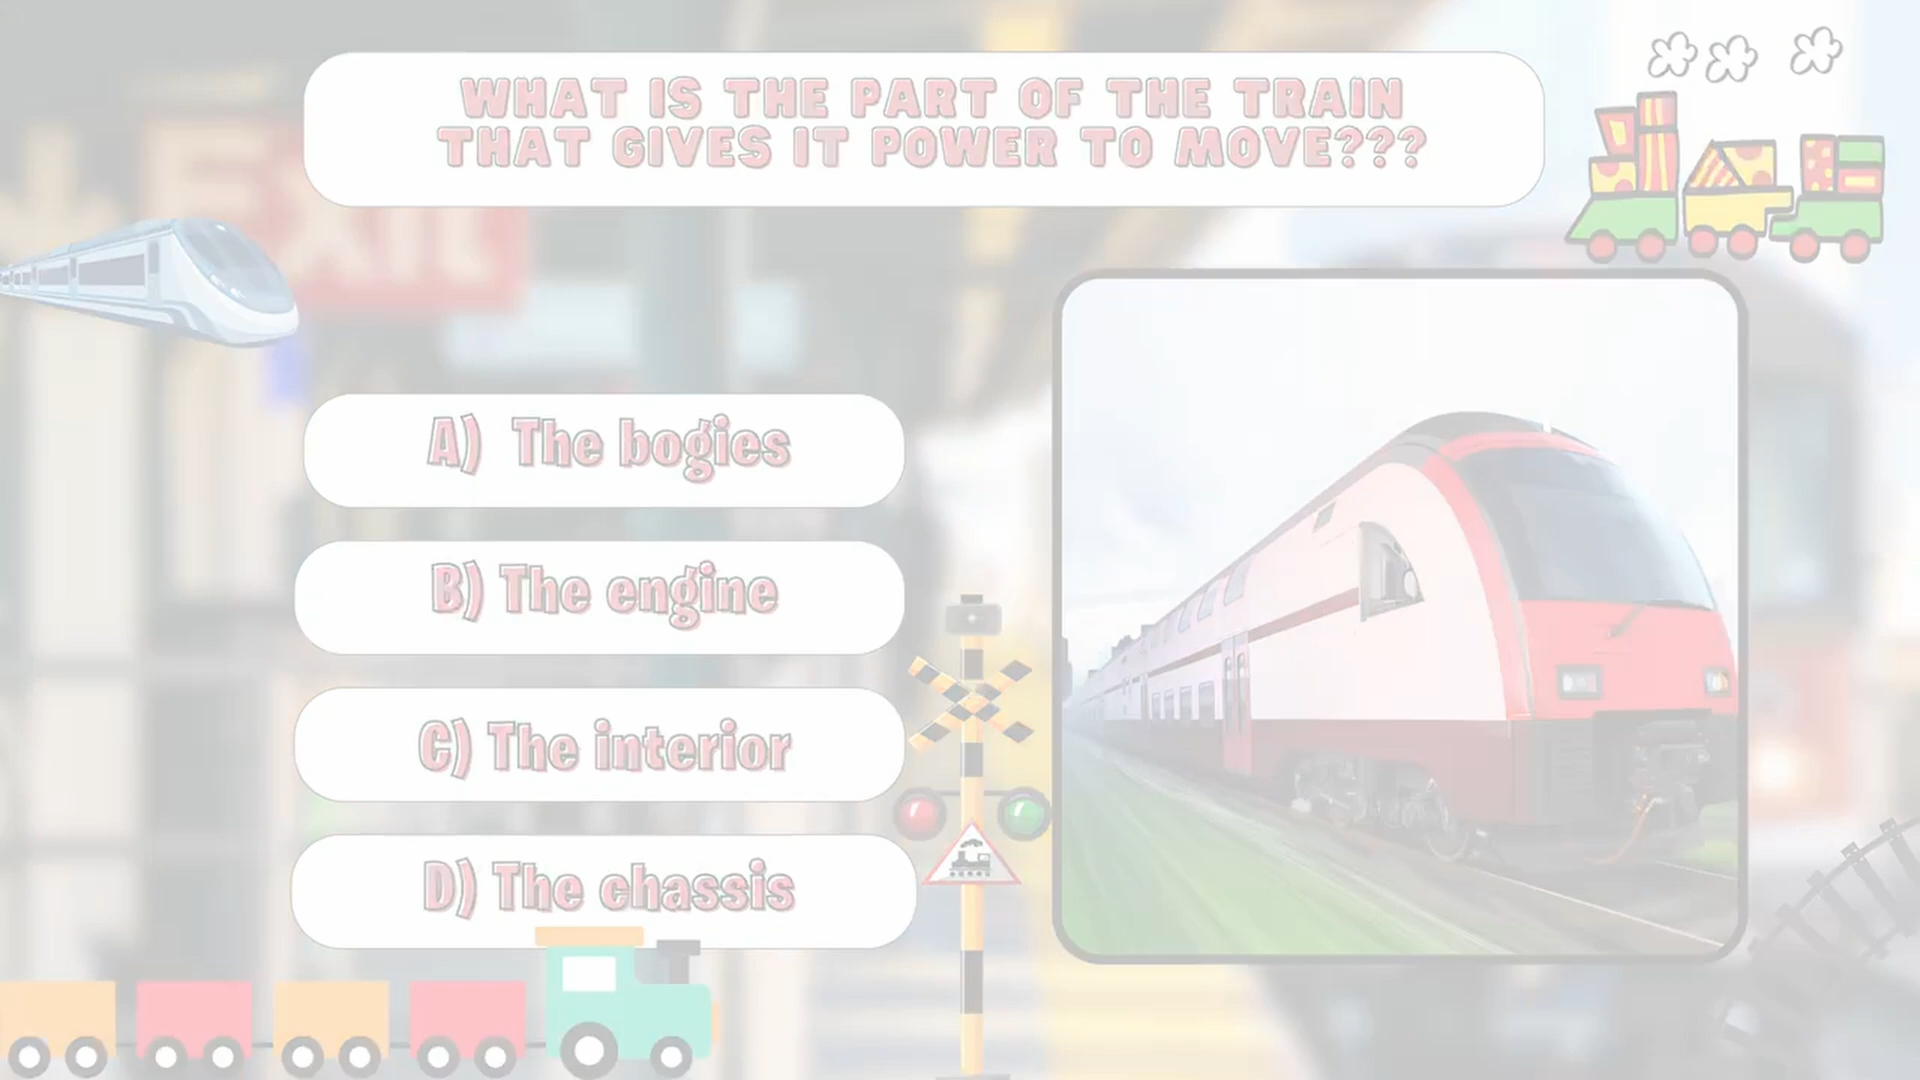 WHAT IS THE PART OF THE TRAIN
THAT GIVES IT POWER TO MOVE???
EXIT
A) The bogies
B) The engine
C) The interior
D) The chassis